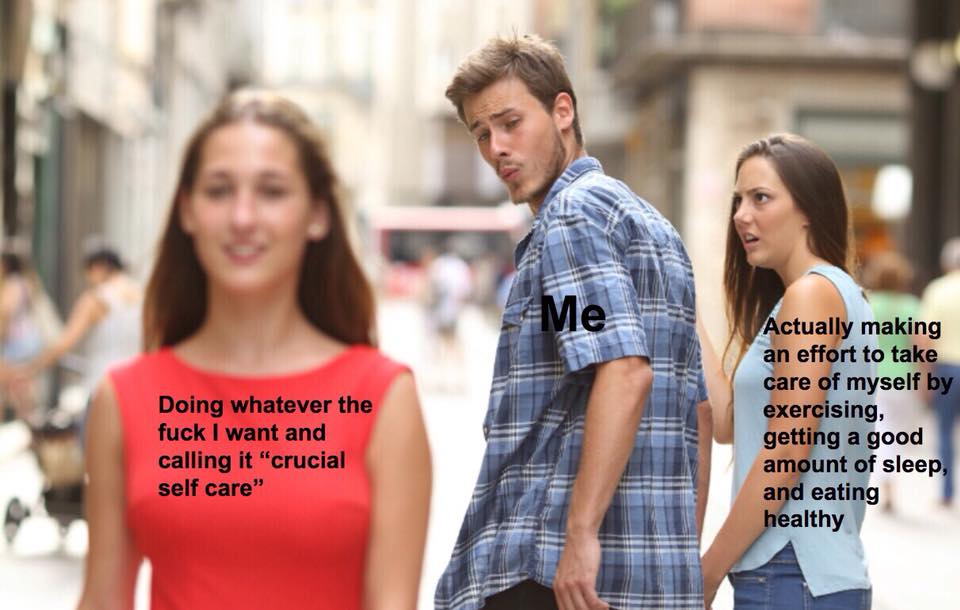 Doing whatever the
fuck I want and
calling it “crucial
self care”
Me
Actually making
an effort to take
care of myself by
exercising,
getting a good
amount of sleep,
and eating
healthy